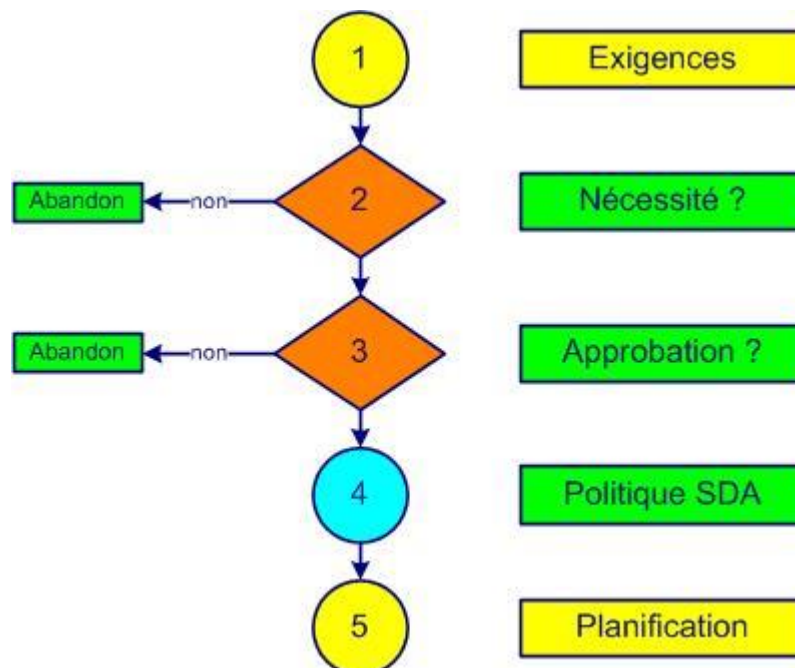 1
Exigences
Abandon
non
2
Nécessité ?
Abandon
non
3
Approbation ?
4
Politique SDA
5
Planification